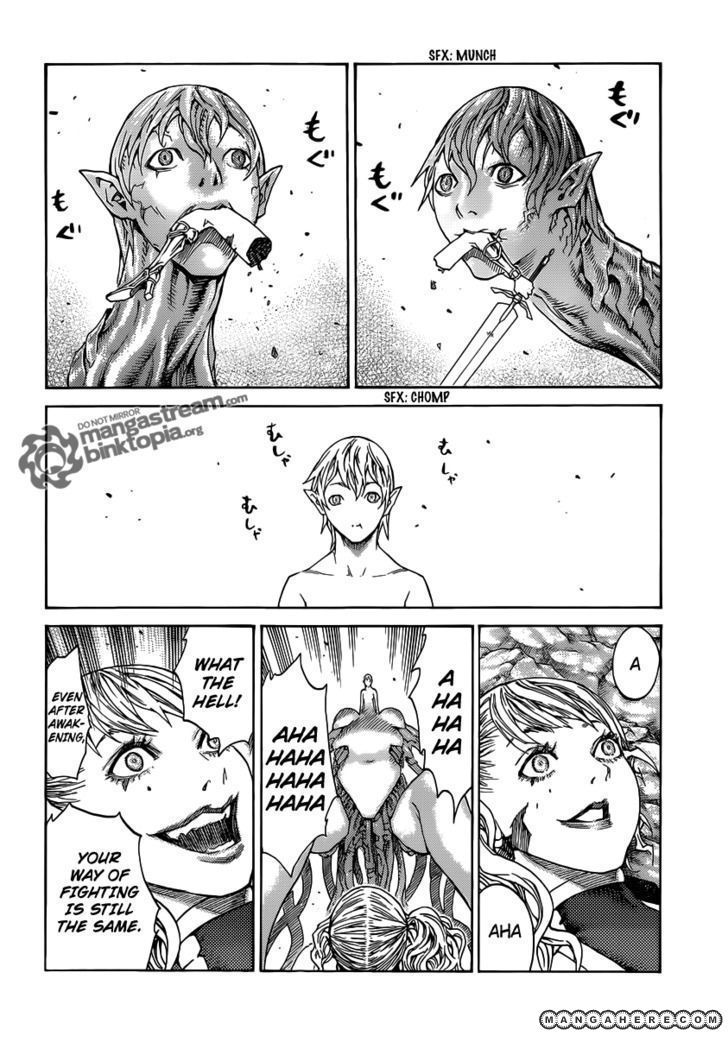 SFX: MUNCH
もぐ
もぐ
もぐ
もぐ
SFX: CHOMP
DO NOT MIRROR
mangastream.com
binktopia.org
むしゃ
むしゃ
むしゃ
A
AHA
A
HA
HA
HA
AHA
HAHA
HAHA
HAHA
WHAT
THE
HELL!
EVEN
AFTER
AWAK-
ENING,
YOUR
WAY OF
FIGHTING
IS STILL
THE SAME.
MANGAHERE.COM